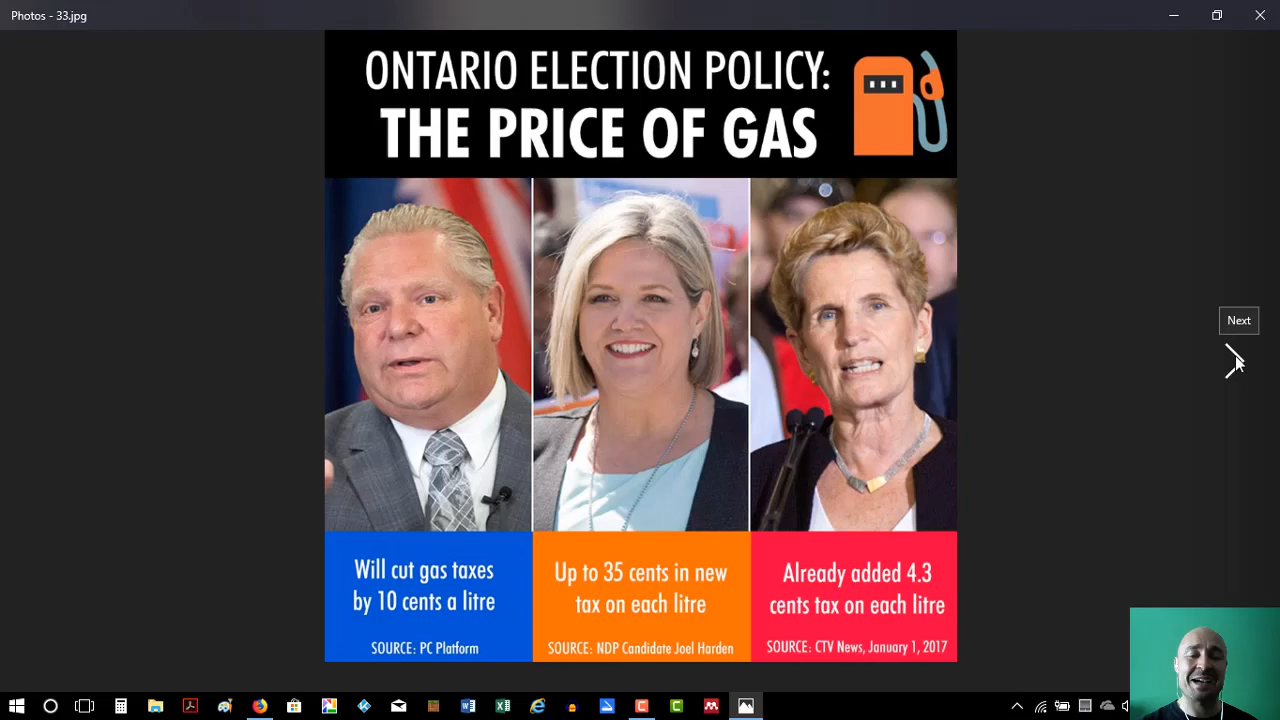 Photos - 33.jpg
ONTARIO ELECTION POLICY:
THE PRICE OF GAS
Next
Will cut gas taxes
by 10 cents a litre
SOURCE: PC Platform
Up to 35 cents in new
tax on each litre
SOURCE: NDP Candidate Joel Harden
Already added 4.3
cents tax on each litre
SOURCE: CTV News, January 1, 2017